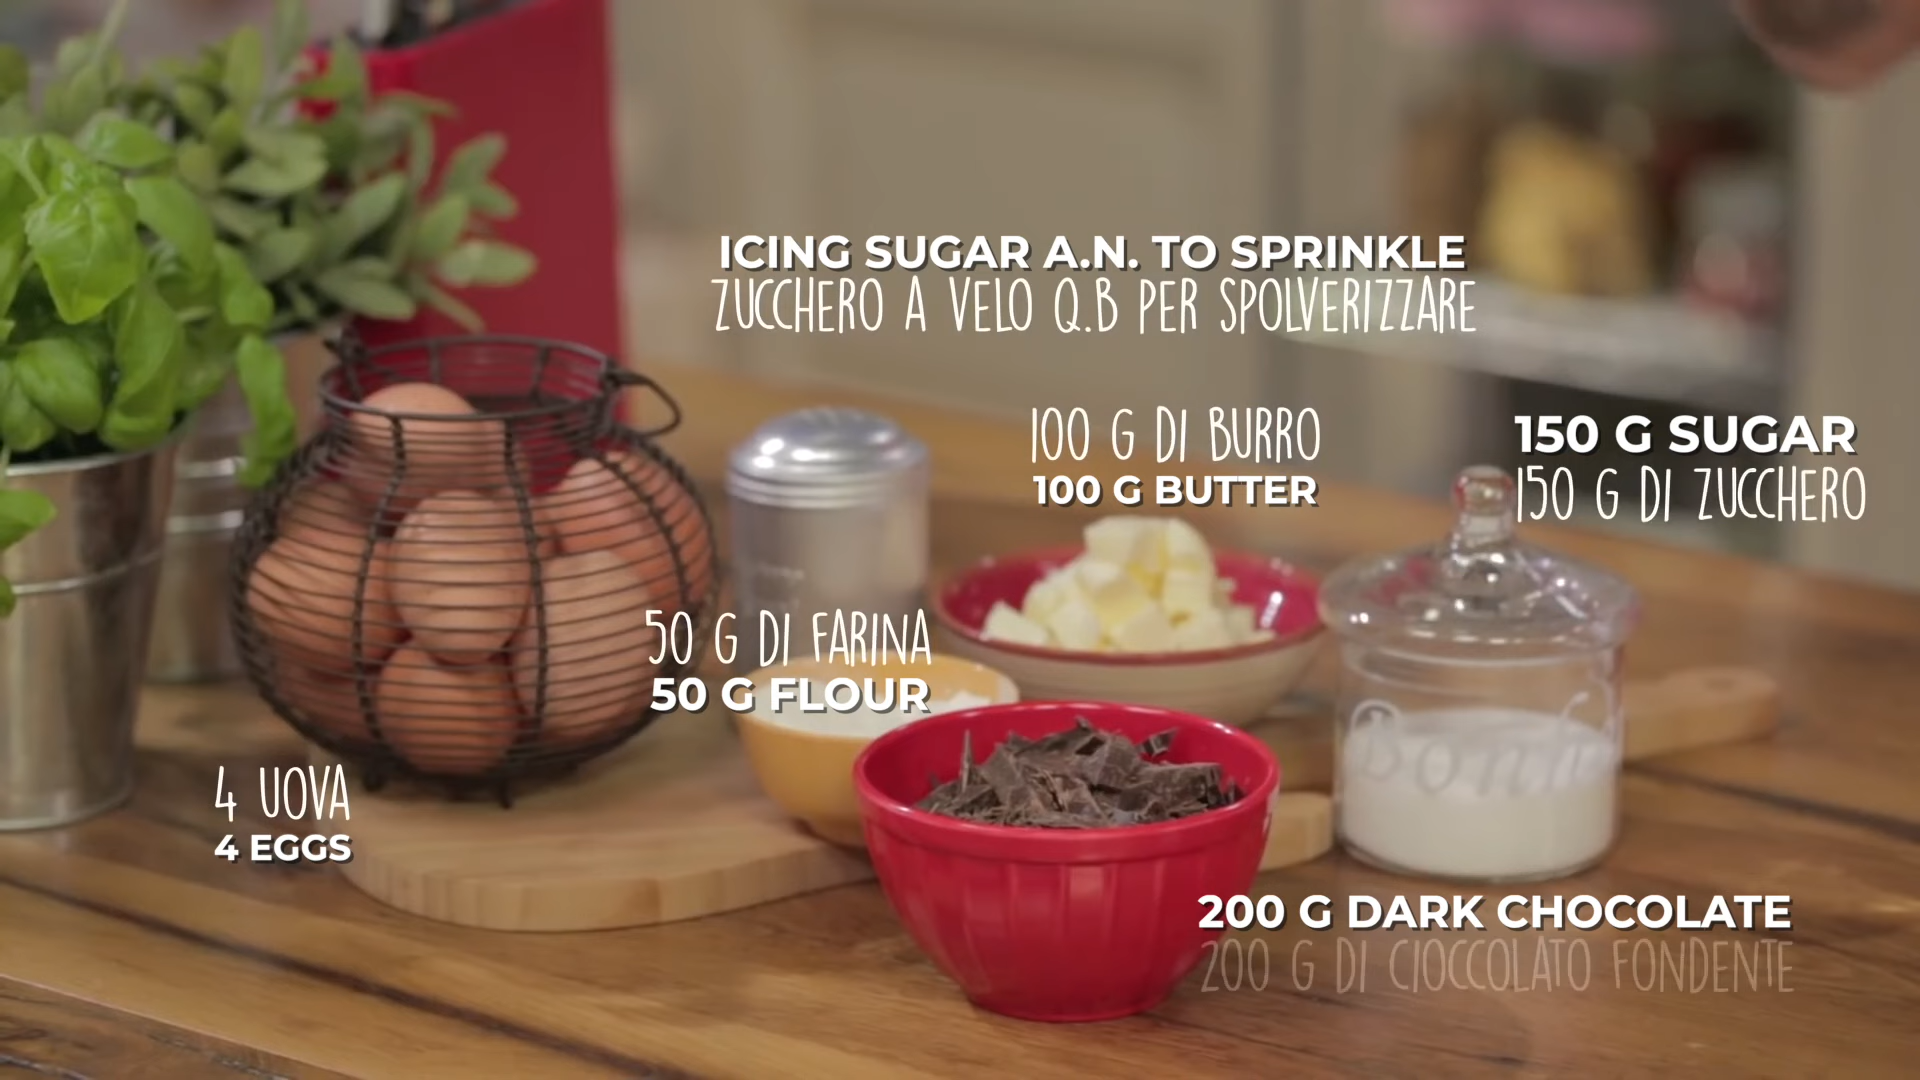 ICING SUGAR A.N. TO SPRINKLE
ZUCCHERO A VELO Q.B PER SPOLVERIZZARE
100 G DI BURRO
100 G BUTTER
150 G SUGAR
150 G DI ZUCCHERO
50 G DI FARINA
50 G FLOUR
4 UOVA
4 EGGS
200 G DARK CHOCOLATE
200 G DI CIOCCOLATO FONDENTE